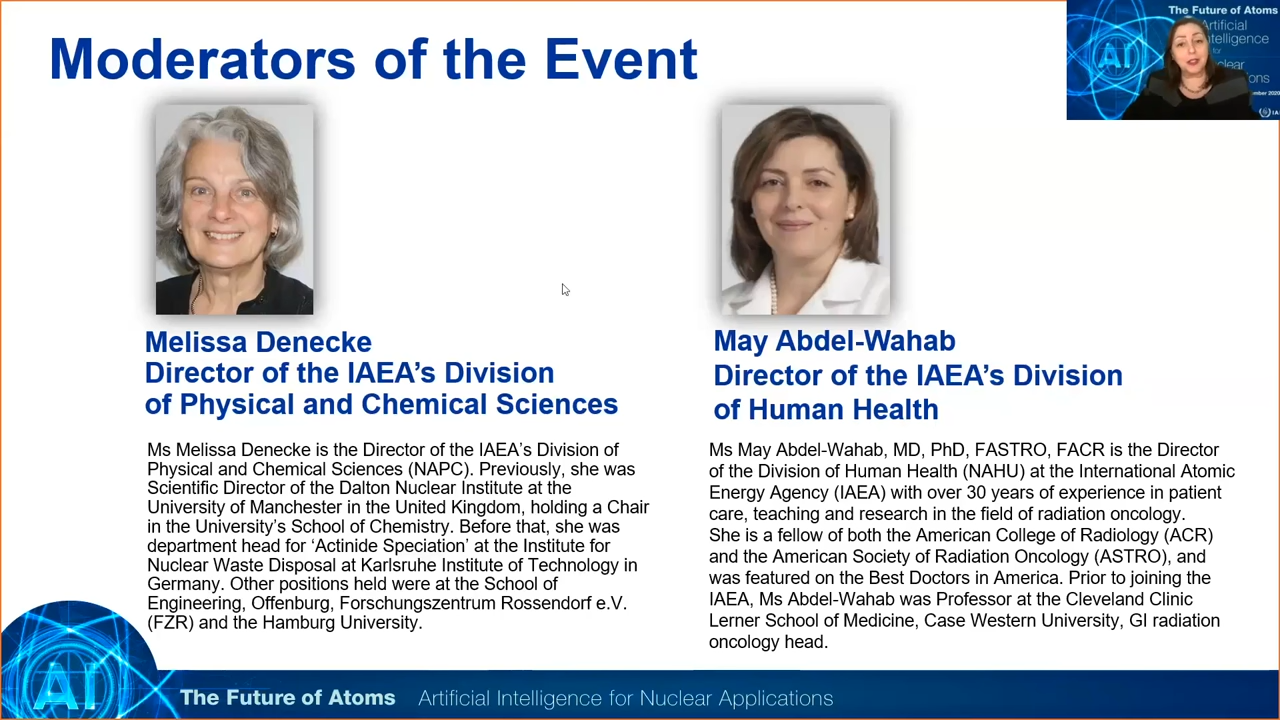 Moderators of the Event
The Future of Atoms
Artificial
Intelligence
for
AI
Melissa Denecke
Director of the IAEA’s Division
of Physical and Chemical Sciences
Ms Melissa Denecke is the Director of the IAEA’s Division of
Physical and Chemical Sciences (NAPC). Previously, she was
Scientific Director of the Dalton Nuclear Institute at the
University of Manchester in the United Kingdom, holding a Chair
in the University’s School of Chemistry. Before that, she was
department head for ‘Actinide Speciation’ at the Institute for
Nuclear Waste Disposal at Karlsruhe Institute of Technology in
Germany. Other positions held were at the School of
Engineering, Offenburg, Forschungszentrum Rossendorf e.V.
(FZR) and the Hamburg University.
May Abdel-Wahab
Director of the IAEA’s Division
of Human Health
Ms May Abdel-Wahab, MD, PhD, FASTRO, FACR is the Director
of the Division of Human Health (NAHU) at the International Atomic
Energy Agency (IAEA) with over 30 years of experience in patient
care, teaching and research in the field of radiation oncology.
She is a fellow of both the American College of Radiology (ACR)
and the American Society of Radiation Oncology (ASTRO), and
was featured on the Best Doctors in America. Prior to joining the
IAEA, Ms Abdel-Wahab was Professor at the Cleveland Clinic
Lerner School of Medicine, Case Western University, GI radiation
oncology head.
AI
The Future of Atoms Artificial Intelligence for Nuclear Applications